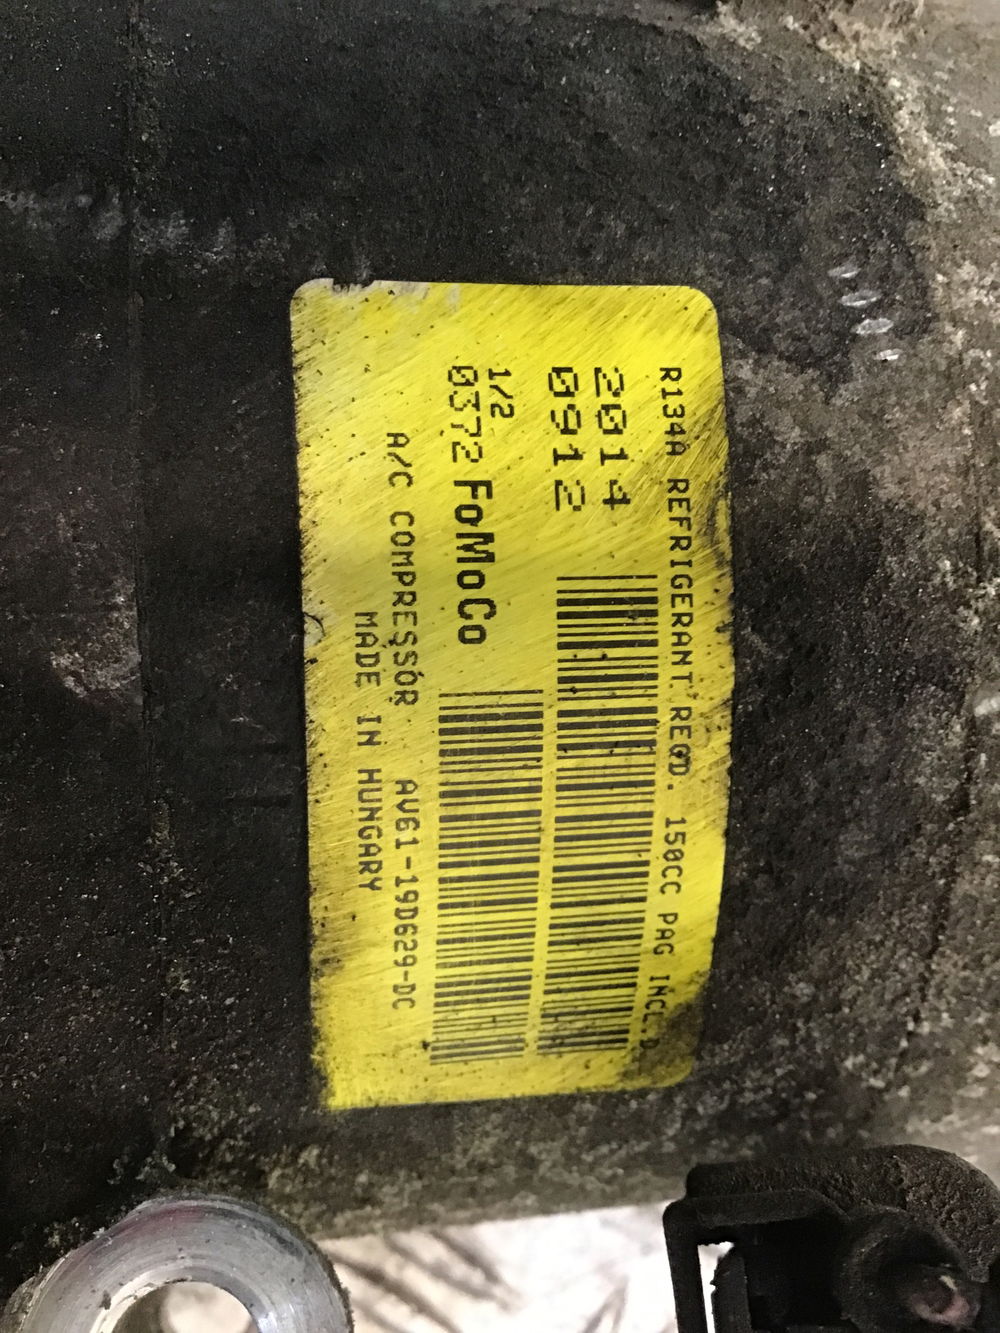 R134A REFRIGERANT REQD. 150CC PAG INCL.D.
2014
0912
1/2
0372 FoMoCo
A/C COMPRESSOR AV61-19D629-DC
MADE IN HUNGARY